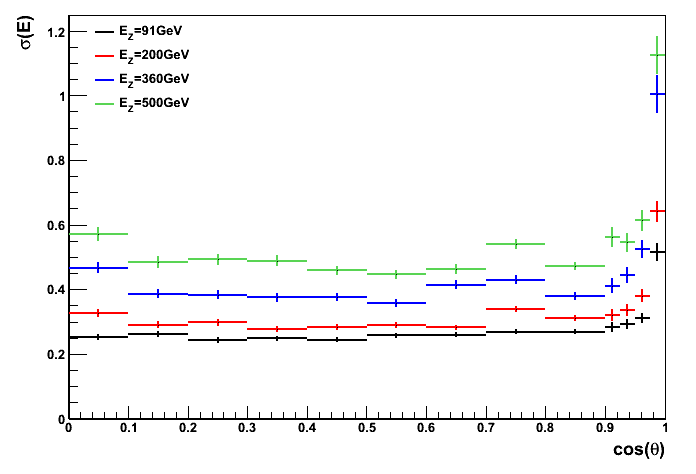 σ(E)
1.2
1
0.8
0.6
0.4
0.2
0
E_Z=91GeV
E_Z=200GeV
E_Z=360GeV
E_Z=500GeV
0 0.1 0.2 0.3 0.4 0.5 0.6 0.7 0.8 0.9 1
cos(θ)